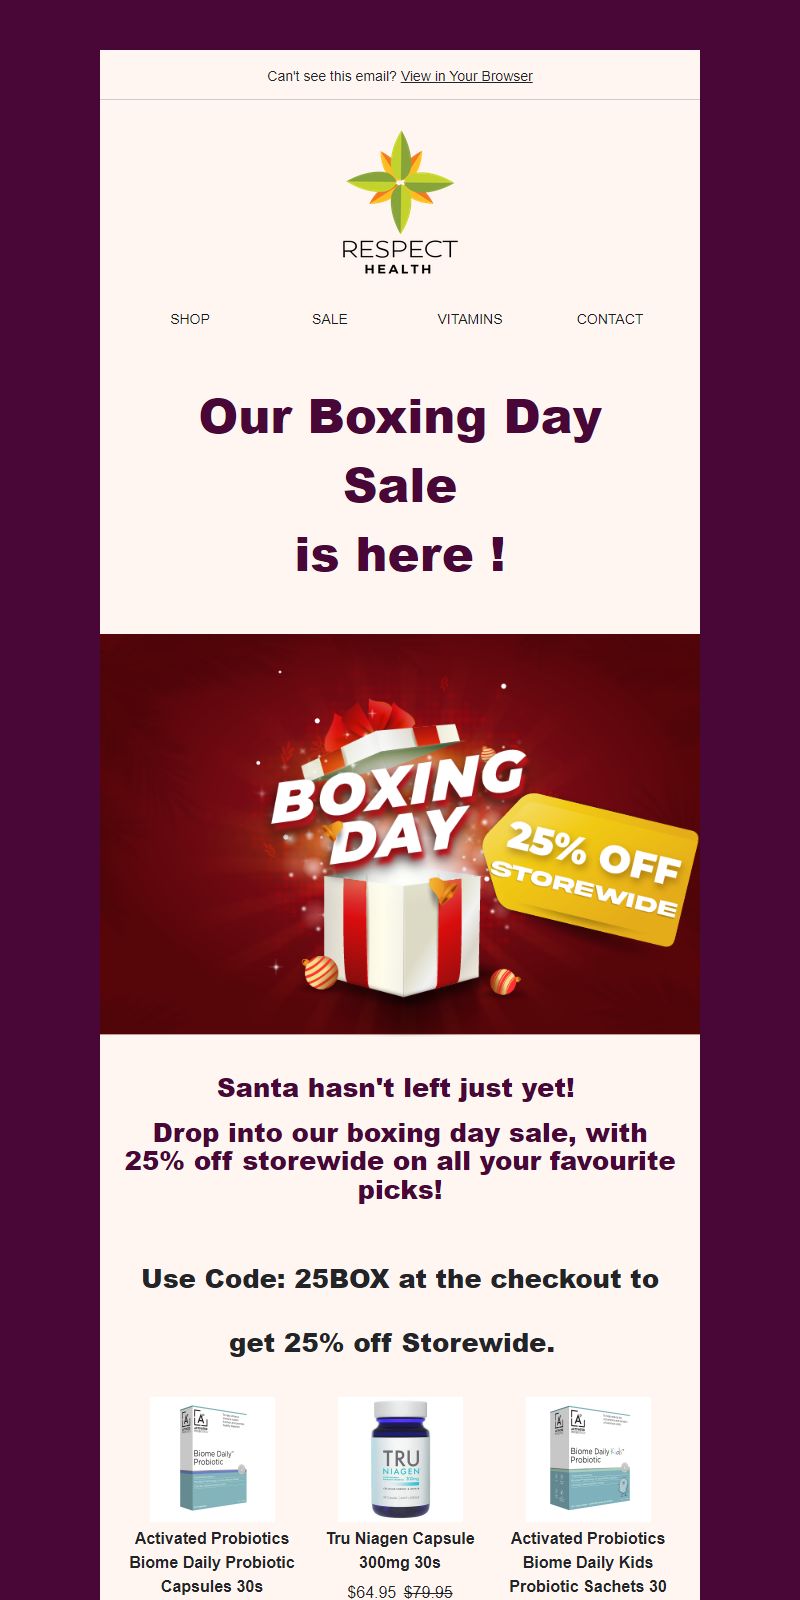 Can't see this email? View in Your Browser
RESPECT
HEALTH
SHOP SALE VITAMINS CONTACT
Our Boxing Day
Sale
is here !
BOXING
DAY
25% OFF
STOREWIDE
Santa hasn't left just yet!
Drop into our boxing day sale, with
25% off storewide on all your favourite
picks!
Use Code: 25BOX at the checkout to
get 25% off Storewide.
Biome Daily
Probiotic
TRU
NIAGEN
Biome Daily Kids
Probiotic
Activated Probiotics
Biome Daily Probiotic
Capsules 30s
Tru Niagen Capsule
300mg 30s
$64.95 $79.95
Activated Probiotics
Biome Daily Kids
Probiotic Sachets 30